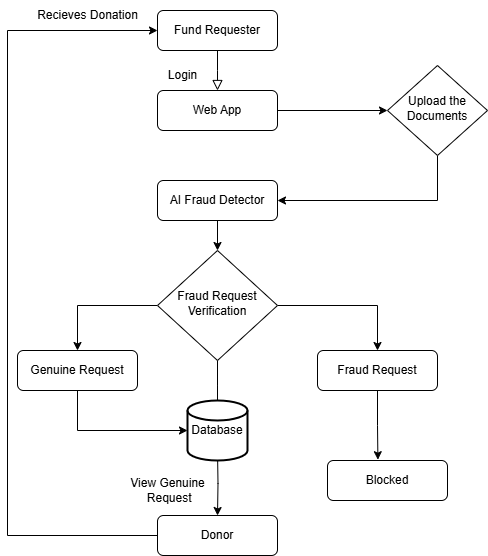 Recieves Donation
Fund Requester
Login
Web App
Upload the
Documents
AI Fraud Detector
Fraud Request
Verification
Genuine Request
Fraud Request
Database
Blocked
View Genuine
Request
Donor